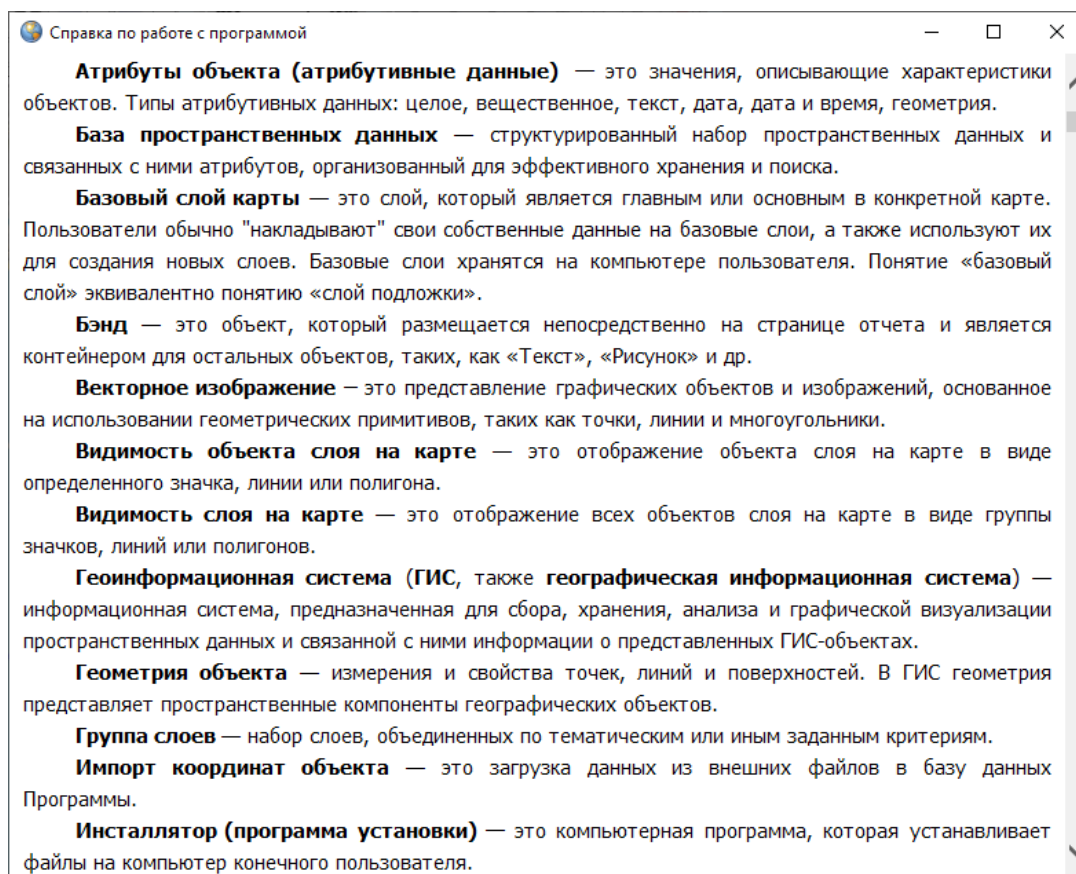 Справка по работе с программой
Атрибуты объекта (атрибутивные данные) — это значения, описывающие характеристики
объектов. Типы атрибутивных данных: целое, вещественное, текст, дата, дата и время, геометрия.
База пространственных данных — структурированный набор пространственных данных и
связанных с ними атрибутов, организованный для эффективного хранения и поиска.
Базовый слой карты — это слой, который является главным или основным в конкретной карте.
Пользователи обычно "накладывают" свои собственные данные на базовые слои, а также используют их
для создания новых слоев. Базовые слои хранятся на компьютере пользователя. Понятие «базовый
слой» эквивалентно понятию «слой подложки».
Бэнд — это объект, который размещается непосредственно на странице отчета и является
контейнером для остальных объектов, таких, как «Текст», «Рисунок» и др.
Векторное изображение – это представление графических объектов и изображений, основанное
на использовании геометрических примитивов, таких как точки, линии и многоугольники.
Видимость объекта слоя на карте — это отображение объекта слоя на карте в виде
определенного значка, линии или полигона.
Видимость слоя на карте — это отображение всех объектов слоя на карте в виде группы
значков, линий или полигонов.
Геоинформационная система (ГИС, также географическая информационная система) —
информационная система, предназначенная для сбора, хранения, анализа и графической визуализации
пространственных данных и связанной с ними информации о представленных ГИС-объектах.
Геометрия объекта — измерения и свойства точек, линий и поверхностей. В ГИС геометрия
представляет пространственные компоненты географических объектов.
Группа слоев — набор слоев, объединенных по тематическим или иным заданным критериям.
Импорт координат объекта — это загрузка данных из внешних файлов в базу данных
Программы.
Инсталлятор (программа установки) — это компьютерная программа, которая устанавливает
файлы на компьютер конечного пользователя.